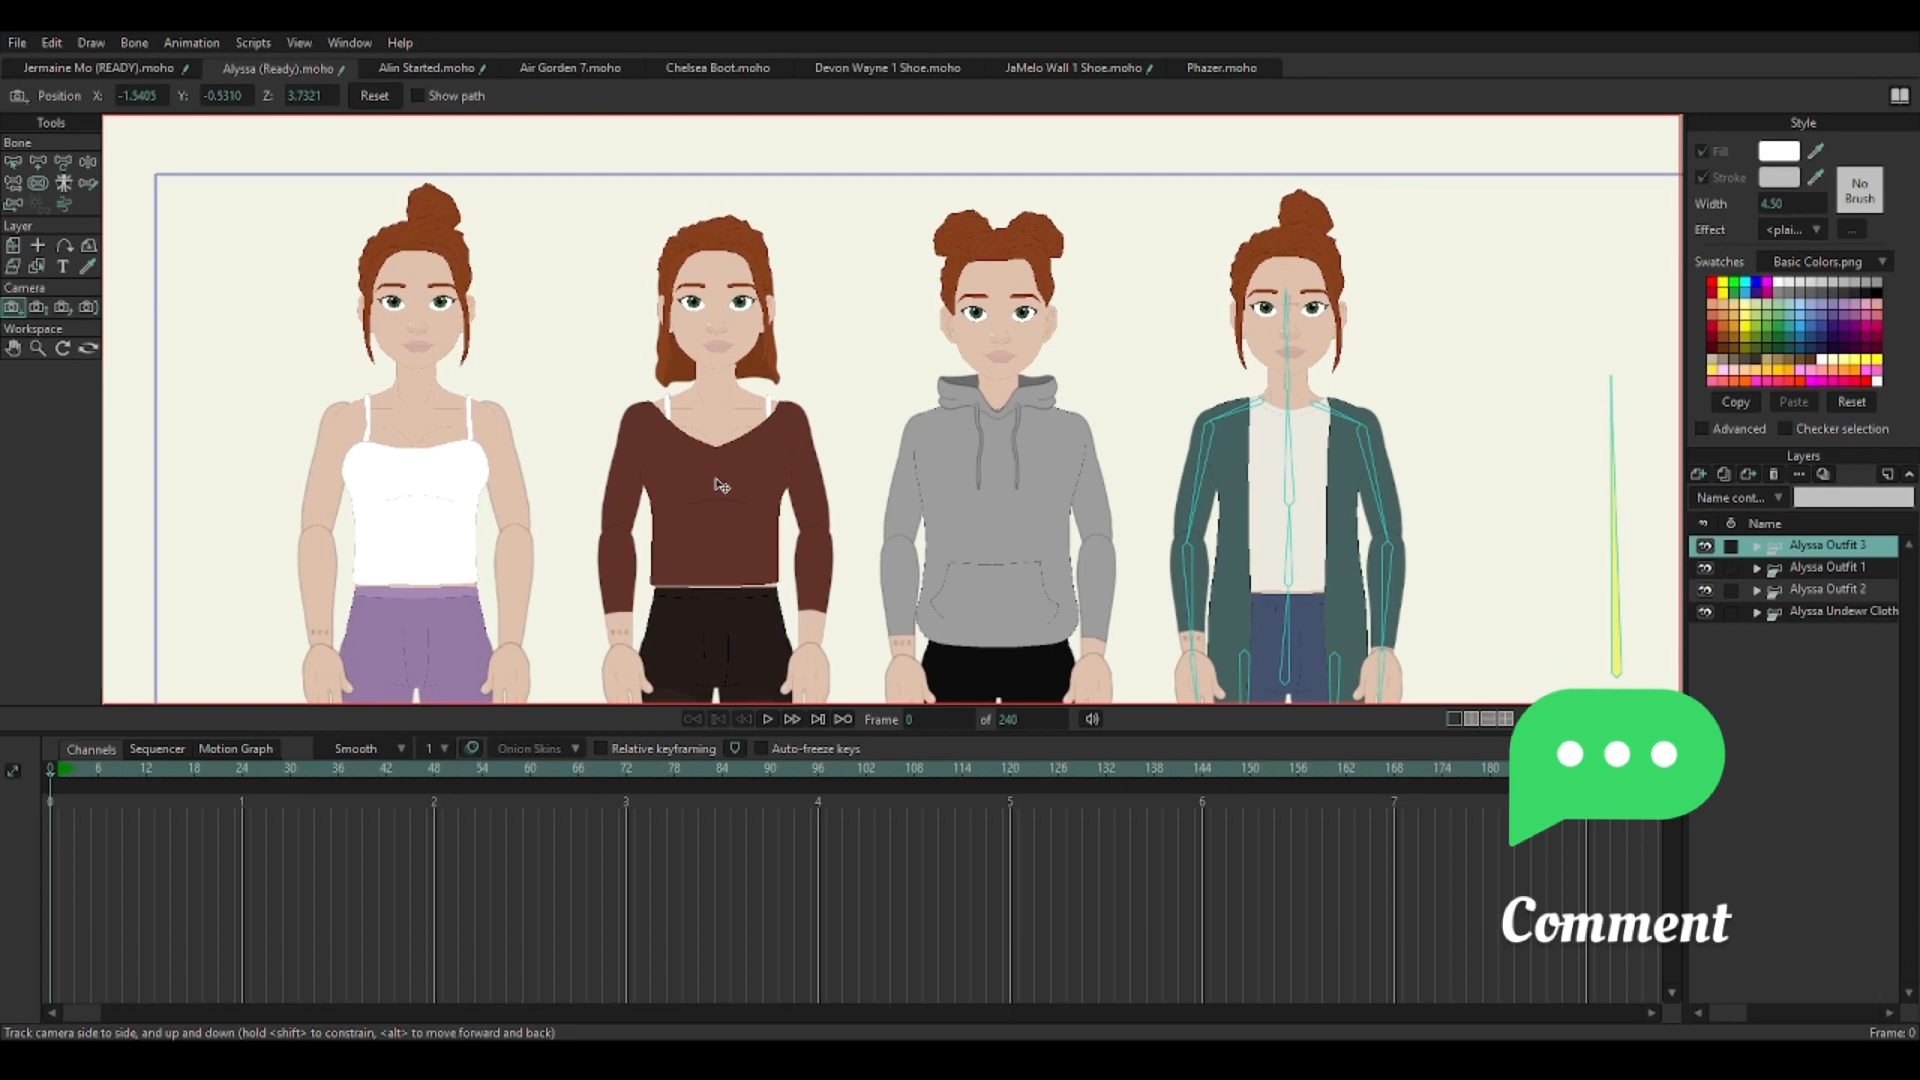 File Edit Draw Bone Animation Scripts View Window Help
Jermaine Mo (READY).moho Alyssa (Ready).moho Alin Started.moho Air Gorden 7.moho Chelsea Boot.moho Devon Wayne 1 Shoe.moho JaMelo Wall 1 Shoe.moho Phazer.moho
Position X: -1.5405 Y: -0.5310 Z: 3.7321 Reset Show path
Tools
Bone
Layer
T
Camera
Workspace
Style
Fill
Stroke
No
Brush
Width 4.50
Effect <plai... ...
Swatches Basic Colors.png
Copy Paste Reset
Advanced Checker selection
Layers
Name cont...
Name
Alyssa Outfit 3
Alyssa Outfit 1
Alyssa Outfit 2
Alyssa Undewr Cloth
Frame 0 of 240
Channels Sequencer Motion Graph Smooth 1 Onion Skins Relative keyframing Auto-freeze keys
0 6 12 18 24 30 36 42 48 54 60 66 72 78 84 90 96 102 108 114 120 126 132 138 144 150 156 162 168 174 180
0 1 2 3 4 5 6 7
Comment
Track camera side to side, and up and down (hold <shift> to constrain, <alt> to move forward and back)
Frame: 0